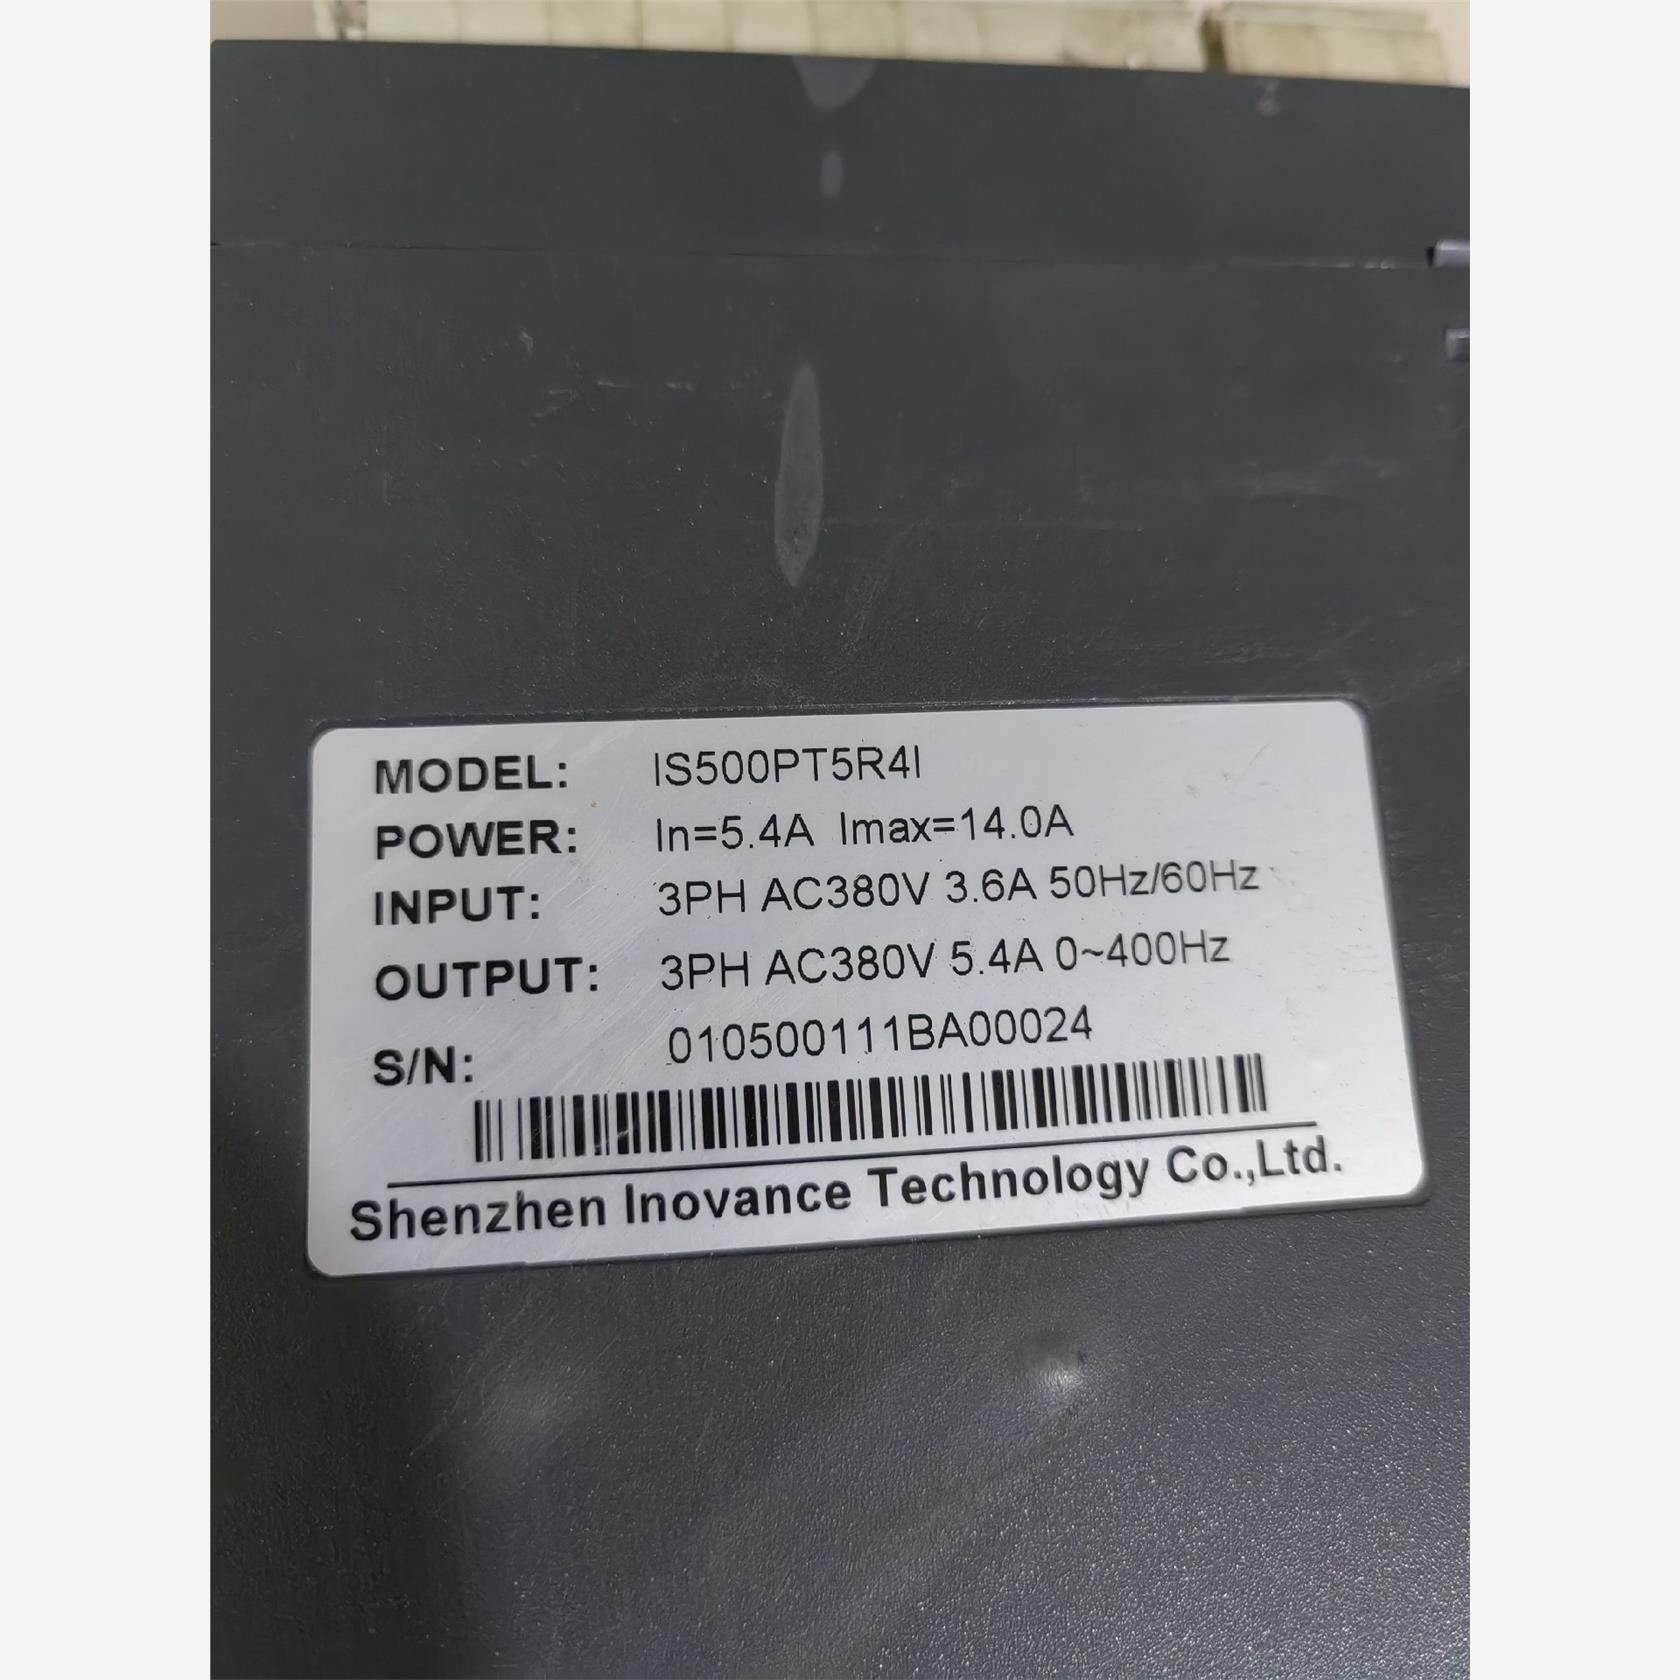 MODEL: IS500PT5R4I
POWER: In=5.4A Imax=14.0A
INPUT: 3PH AC380V 3.6A 50Hz/60Hz
OUTPUT: 3PH AC380V 5.4A 0~400Hz
S/N: 010500111BA00024
Shenzhen Inovance Technology Co.,Ltd.